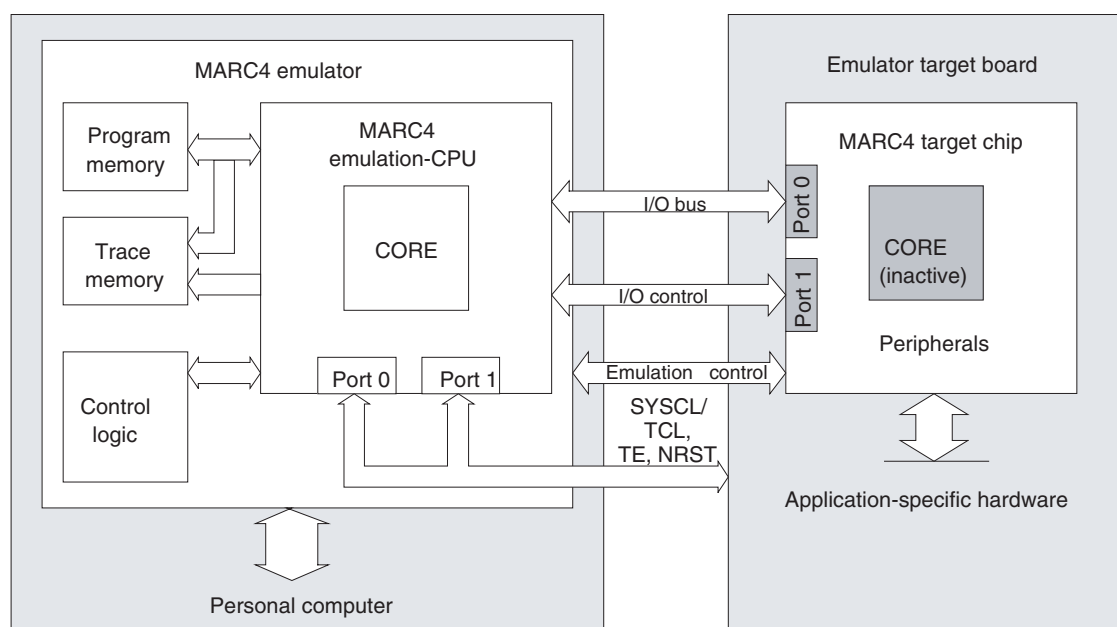 MARC4 emulator
Program
memory
Trace
memory
Control
logic
MARC4
emulation-CPU
CORE
Port 0
Port 1
Personal computer
I/O bus
I/O control
Emulation control
SYSCL/
TCL,
TE, NRST
Emulator target board
MARC4 target chip
Port 0
Port 1
CORE
(inactive)
Peripherals
Application-specific hardware